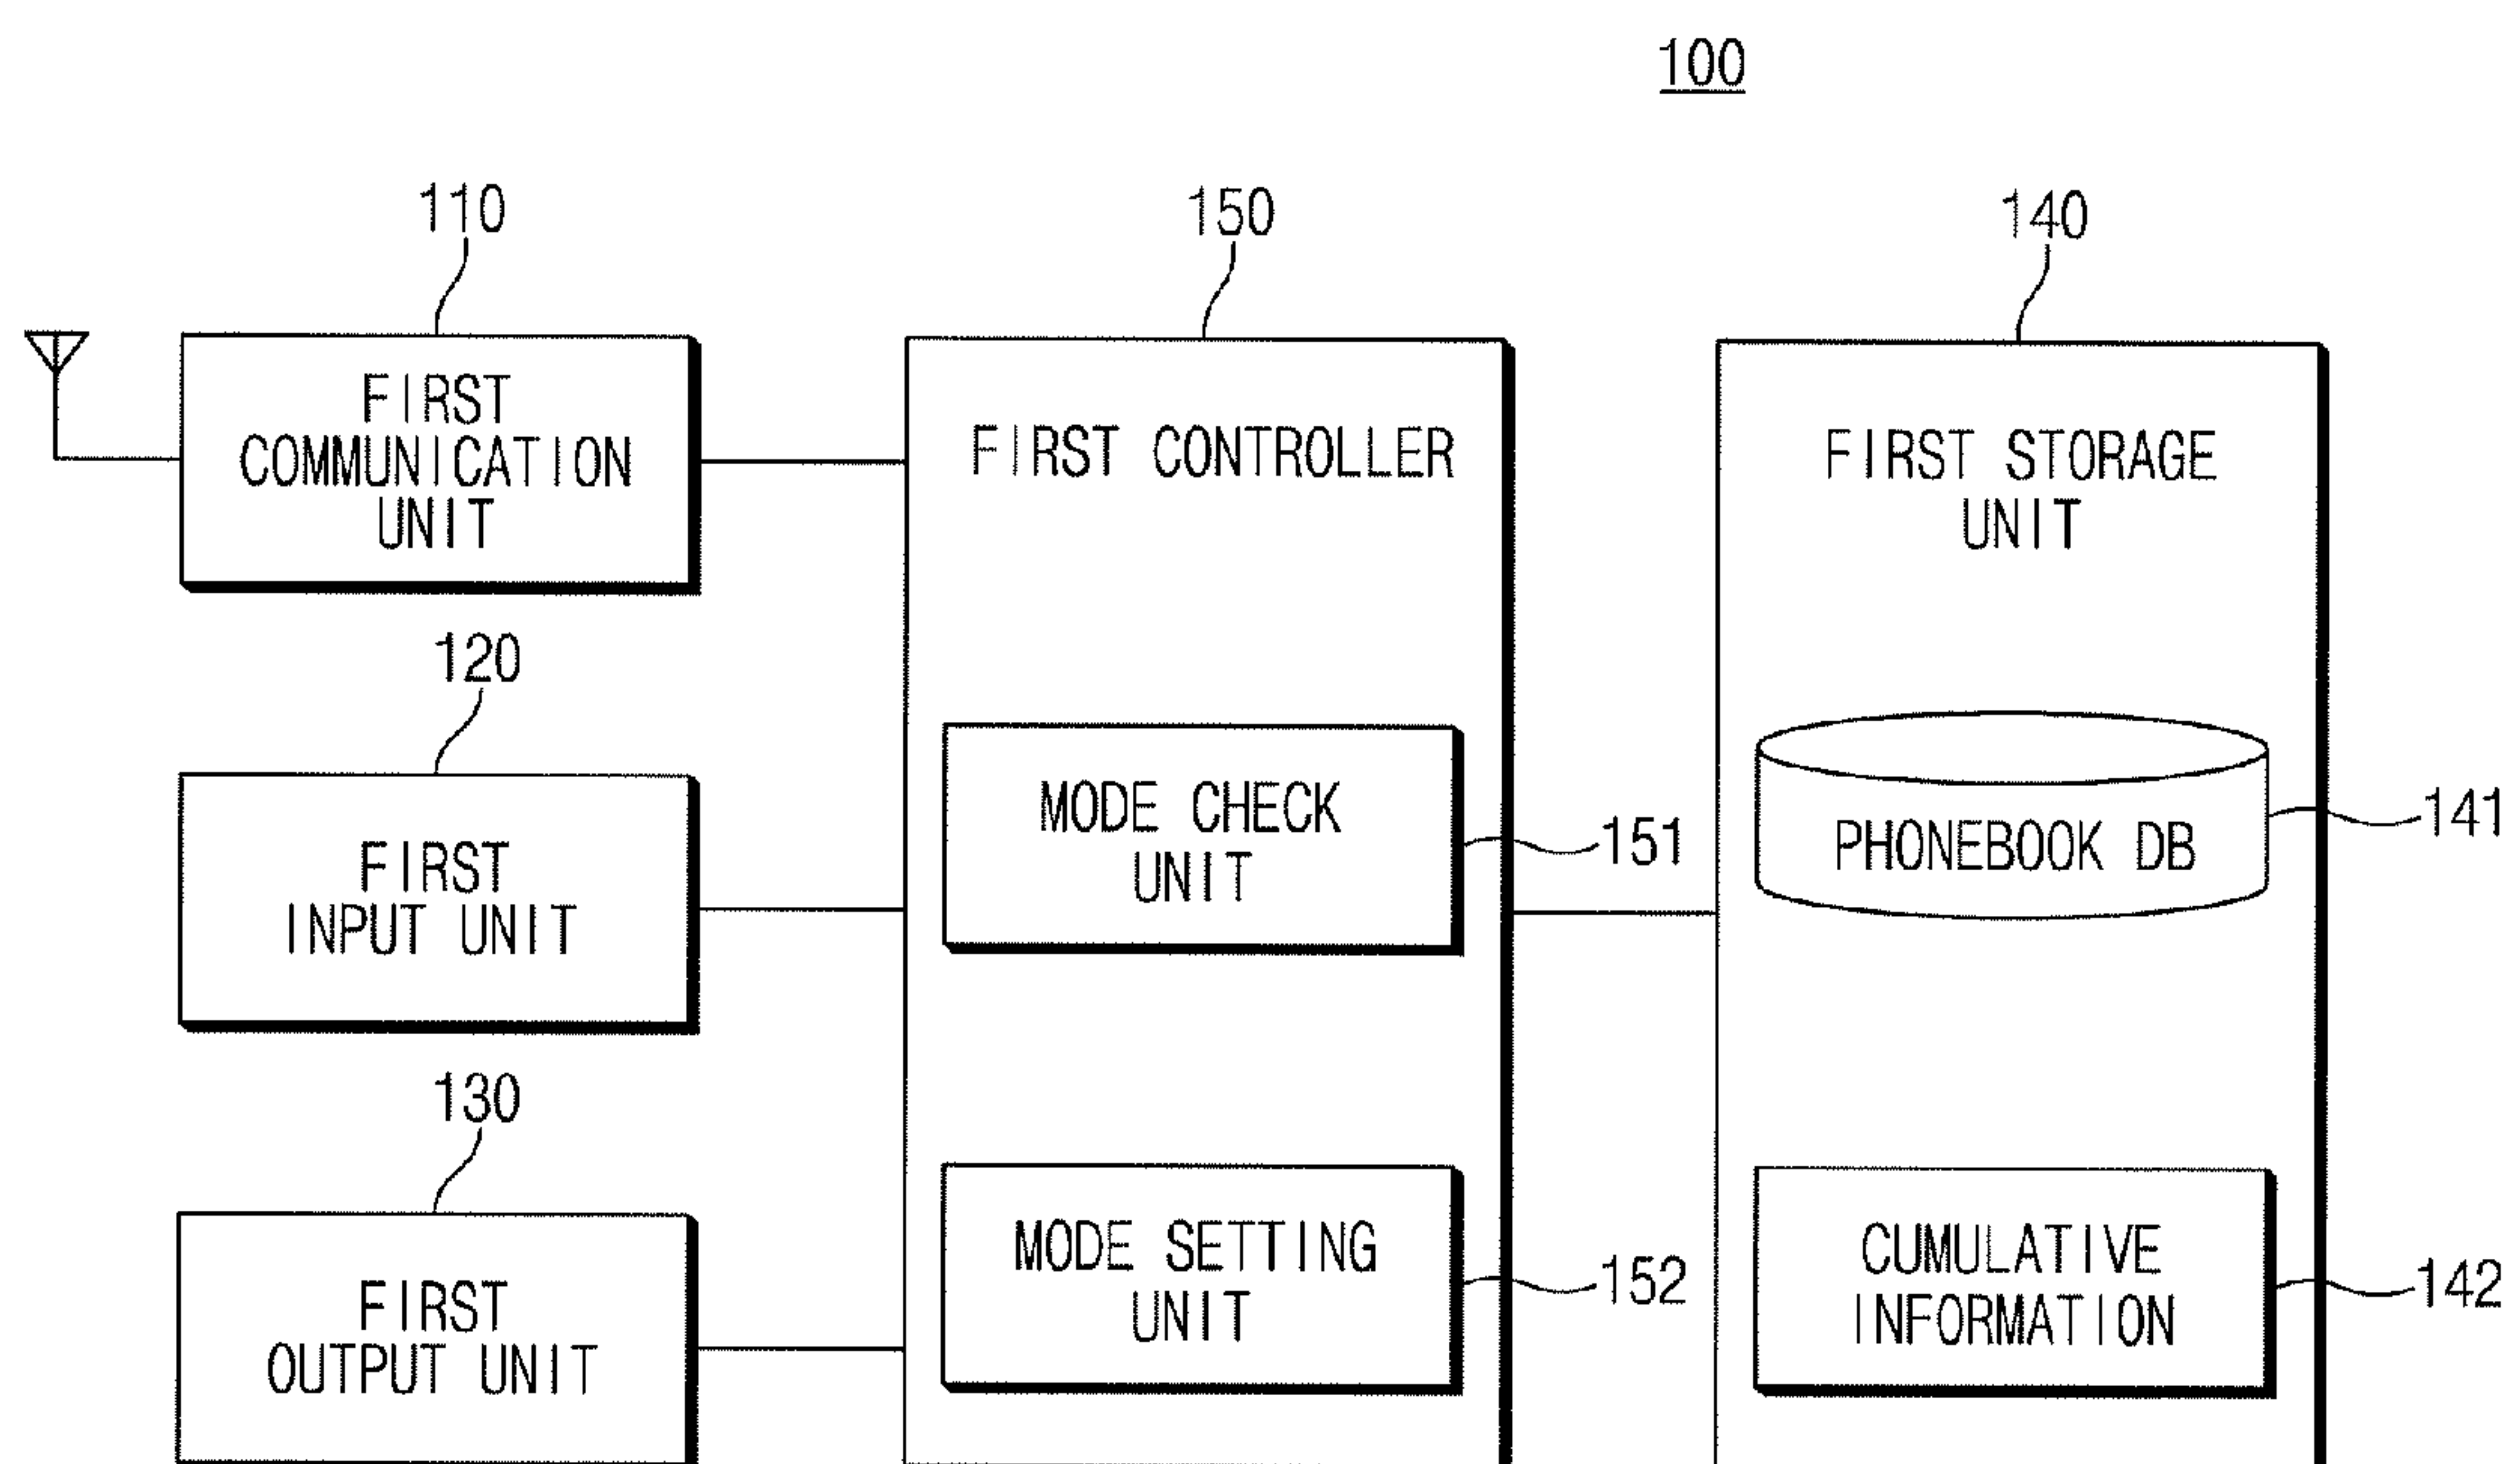 100
110
150
140
FIRST
COMMUNICATION
UNIT
FIRST CONTROLLER
FIRST STORAGE
UNIT
120
FIRST
INPUT UNIT
MODE CHECK
UNIT
151
PHONEBOOK DB
141
130
FIRST
OUTPUT UNIT
MODE SETTING
UNIT
152
CUMULATIVE
INFORMATION
142